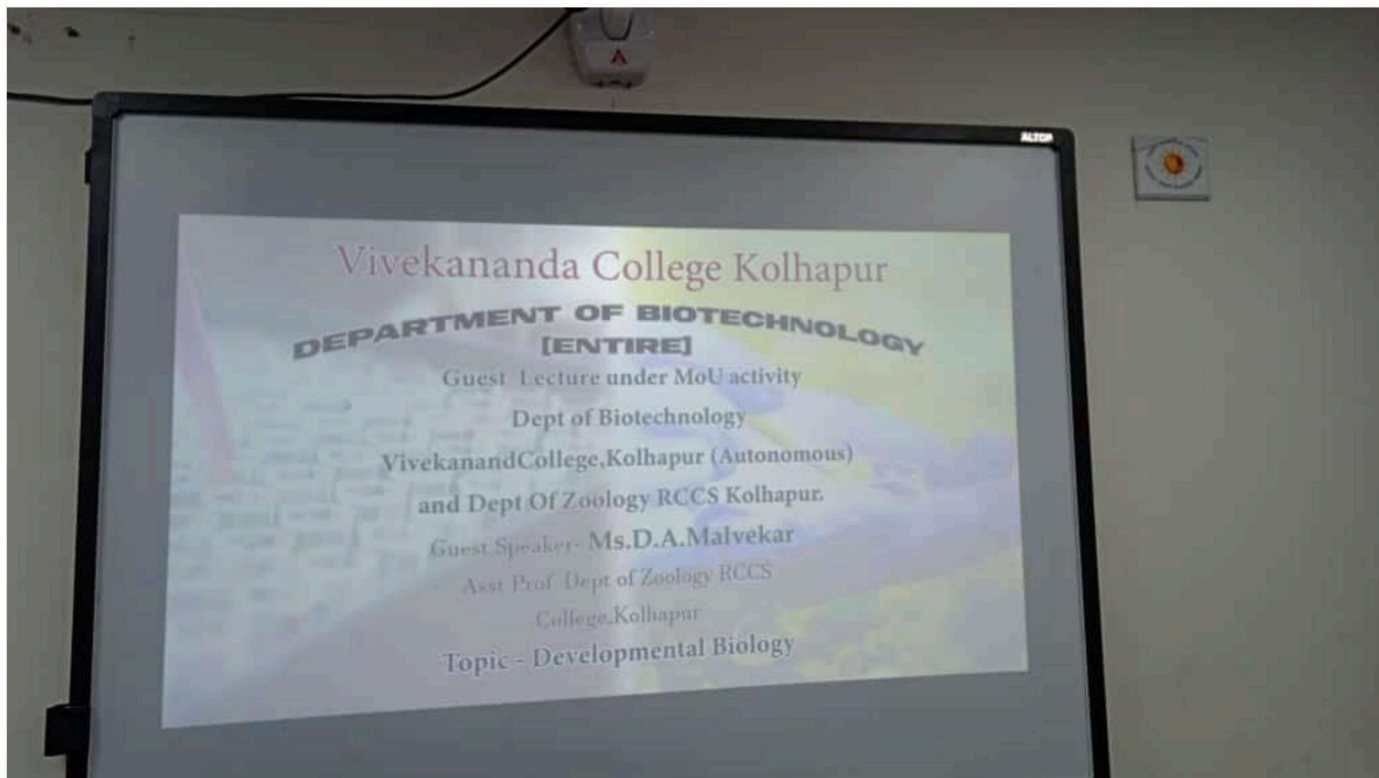 ALTOP
Vivekananda College Kolhapur
DEPARTMENT OF BIOTECHNOLOGY
[ENTIRE]
Guest Lecture under MoU activity
Dept of Biotechnology
VivekanandCollege,Kolhapur (Autonomous)
and Dept Of Zoology RCCS Kolhapur.
Guest Speaker- Ms.D.A.Malvekar
Asst Prof Dept of Zoology RCCS
College,Kolhapur
Topic - Developmental Biology